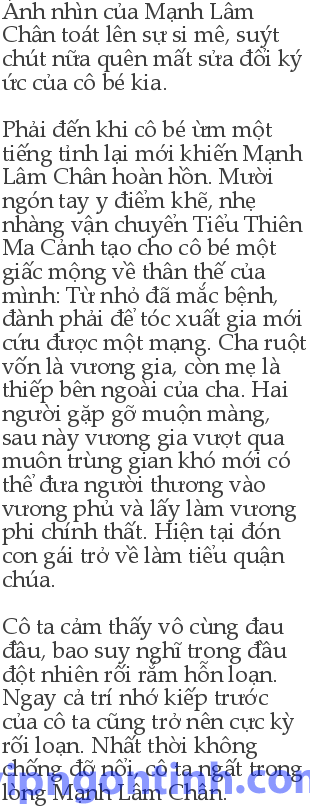 Ánh nhìn của Mạnh Lâm
Chân toát lên sự si mê, suýt
chút nữa quên mất sửa đổi ký
ức của cô bé kia.
Phải đến khi cô bé ừm một
tiếng tỉnh lại mới khiến Mạnh
Lâm Chân hoàn hồn. Mười
ngón tay y điểm khẽ, nhẹ
nhàng vận chuyển Tiểu Thiên
Ma Cảnh tạo cho cô bé một
giấc mộng về thân thế của
mình: Từ nhỏ đã mắc bệnh,
đành phải để tóc xuất gia mới
cứu được một mạng. Cha ruột
vốn là vương gia, còn mẹ là
thiếp bên ngoài của cha. Hai
người gặp gỡ muộn màng,
sau này vương gia vượt qua
muôn trùng gian khó mới có
thể đưa người thương vào
vương phủ và lấy làm vương
phi chính thất. Hiện tại đón
con gái trở về làm tiểu quận
chúa.
Cô ta cảm thấy vô cùng đau
đầu, bao suy nghĩ trong đầu
đột nhiên rối rắm hỗn loạn.
Ngay cả trí nhớ kiếp trước
của cô ta cũng trở nên cực kỳ
rối loạn. Nhất thời không
chống đỡ nổi, cô ta ngất trong
lòng Mạnh Lâm Chân.
vipngontinh.com